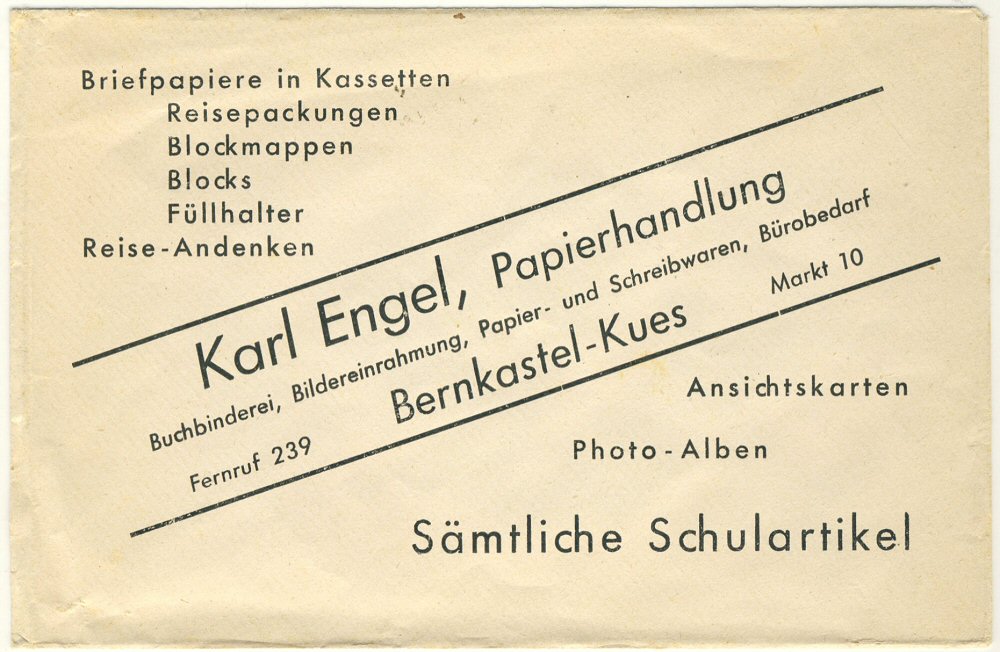 Briefpapiere in Kassetten
Reisepackungen
Blockmappen
Blocks
Füllhalter
Reise-Andenken
Karl Engel, Papierhandlung
Buchbinderei, Bildereinrahmung, Papier- und Schreibwaren, Bürobedarf
Fernruf 239 Bernkastel-Kues Markt 10
Ansichtskarten
Photo-Alben
Sämtliche Schulartikel